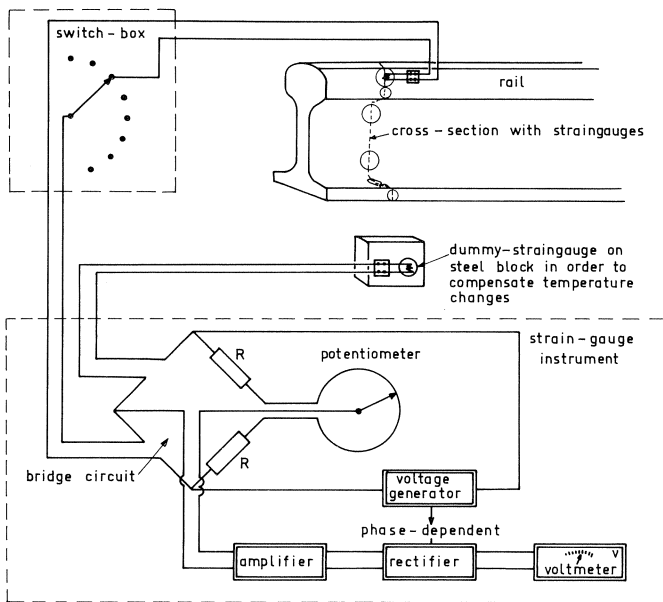 switch-box
rail
cross-section with straingauges
dummy-straingauge on
steel block in order to
compensate temperature
changes
strain-gauge
instrument
potentiometer
R
R
bridge circuit
voltage
generator
phase-dependent
amplifier
rectifier
V
voltmeter